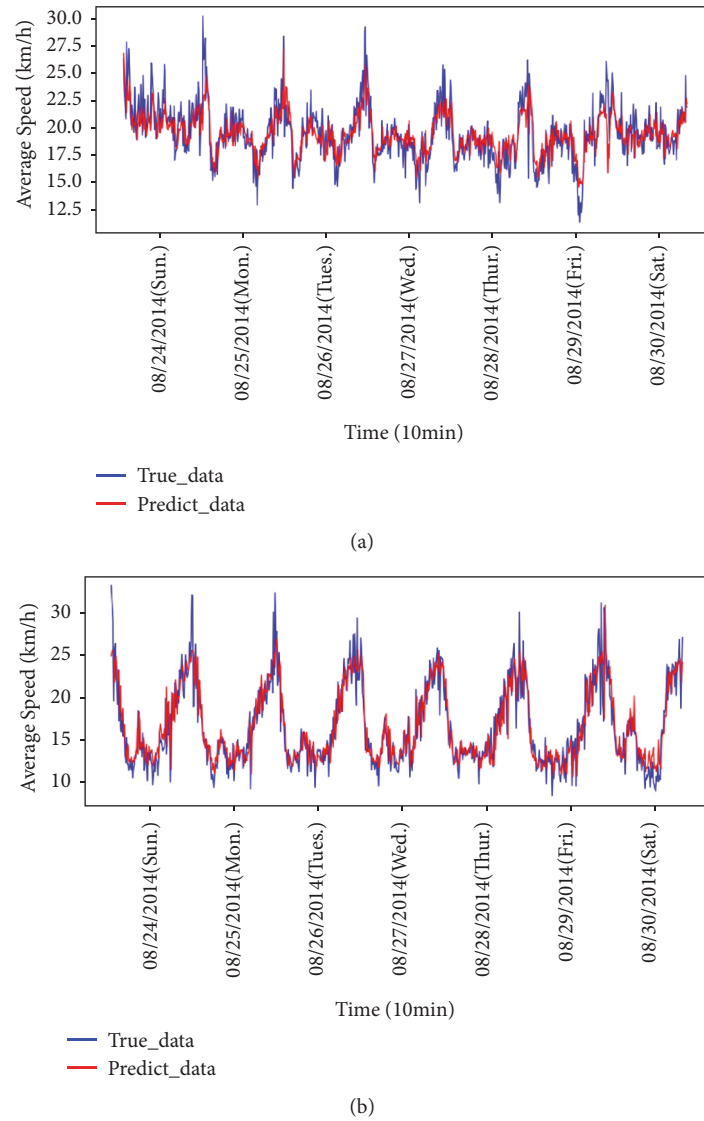 Average Speed (km/h)
30.0
27.5
25.0
22.5
20.0
17.5
15.0
12.5
08/24/2014(Sun.)
08/25/2014(Mon.)
08/26/2014(Tues.)
08/27/2014(Wed.)
08/28/2014(Thur.)
08/29/2014(Fri.)
08/30/2014(Sat.)
Time (10min)
True_data
Predict_data
(a)
Average Speed (km/h)
30
25
20
15
10
08/24/2014(Sun.)
08/25/2014(Mon.)
08/26/2014(Tues.)
08/27/2014(Wed.)
08/28/2014(Thur.)
08/29/2014(Fri.)
08/30/2014(Sat.)
Time (10min)
True_data
Predict_data
(b)